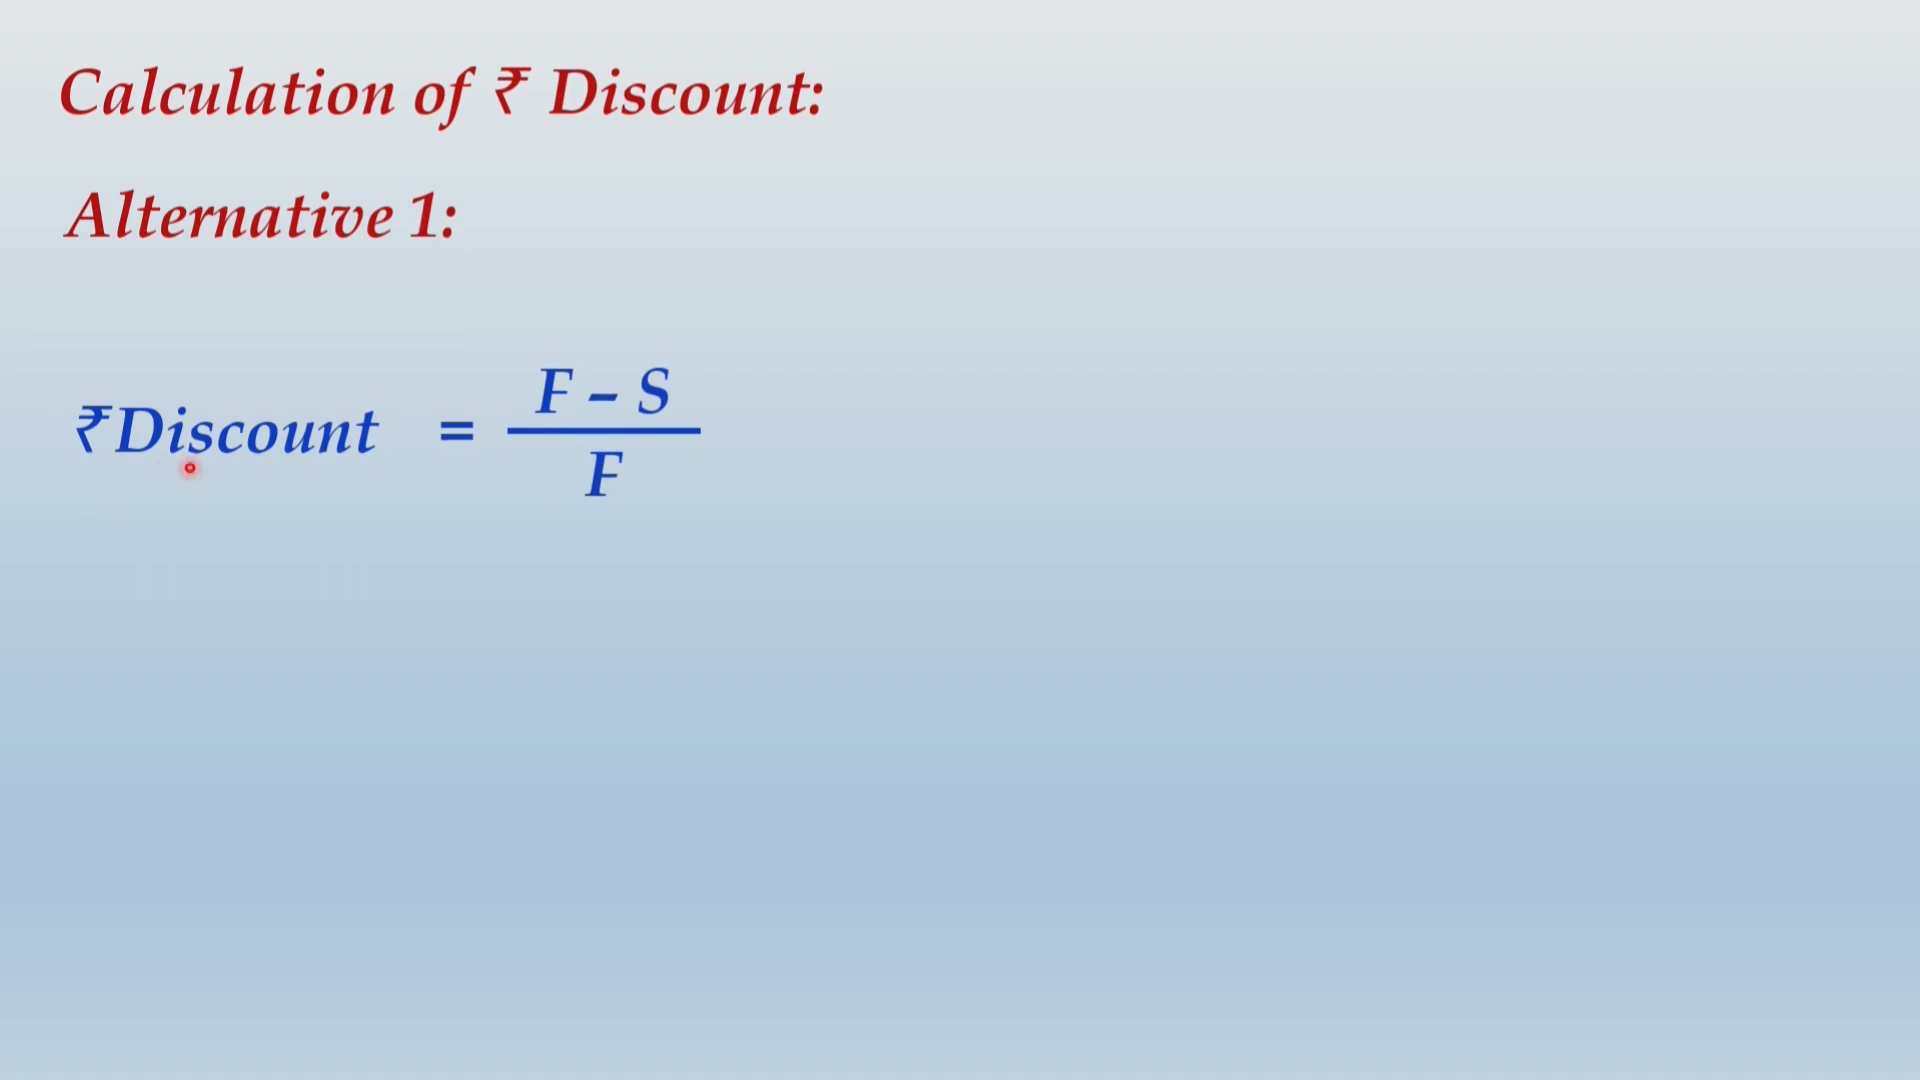 Calculation of ₹ Discount:
Alternative 1:
₹Discount = F – S
F